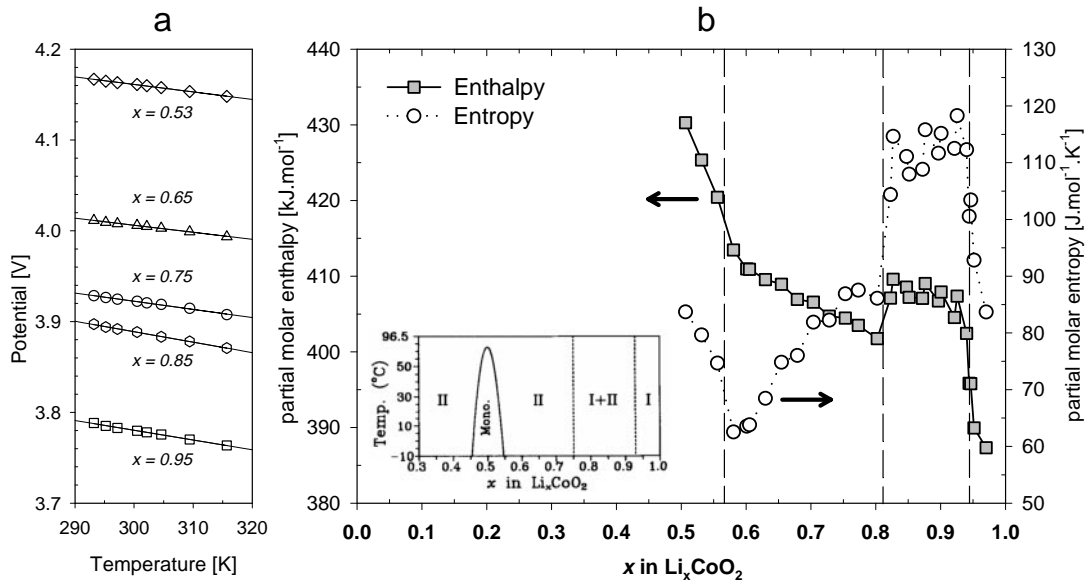 a
b
4.2
4.1
4.0
3.9
3.8
3.7
Potential [V]
x = 0.53
x = 0.65
x = 0.75
x = 0.85
x = 0.95
290
300
310
320
Temperature [K]
440
430
420
410
400
390
380
partial molar enthalpy [kJ.mol⁻¹]
Enthalpy
Entropy
130
120
110
100
90
80
70
60
50
partial molar entropy [J.mol⁻¹.K⁻¹]
96.5
50
30
10
-10
Temp. (°C)
II
Mono.
II
I+II
I
0.3 0.4 0.5 0.6 0.7 0.8 0.9 1.0
x in LiₓCoO₂
0.0 0.1 0.2 0.3 0.4 0.5 0.6 0.7 0.8 0.9 1.0
x in LiₓCoO₂